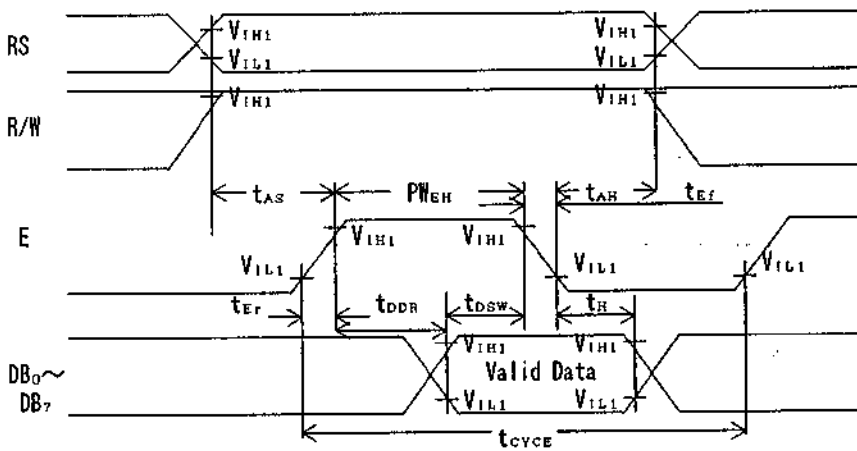 RS
VIH1 VIH1
VIL1 VIL1
R/W
VIH1 VIH1
tAS PWEH tAH tEf
E
VIH1 VIH1
VIL1 VIL1 VIL1
tEr tDDR tDSW tH
DB0~
DB7
VIH1 VIH1
Valid Data
VIL1 VIL1
tCYCE